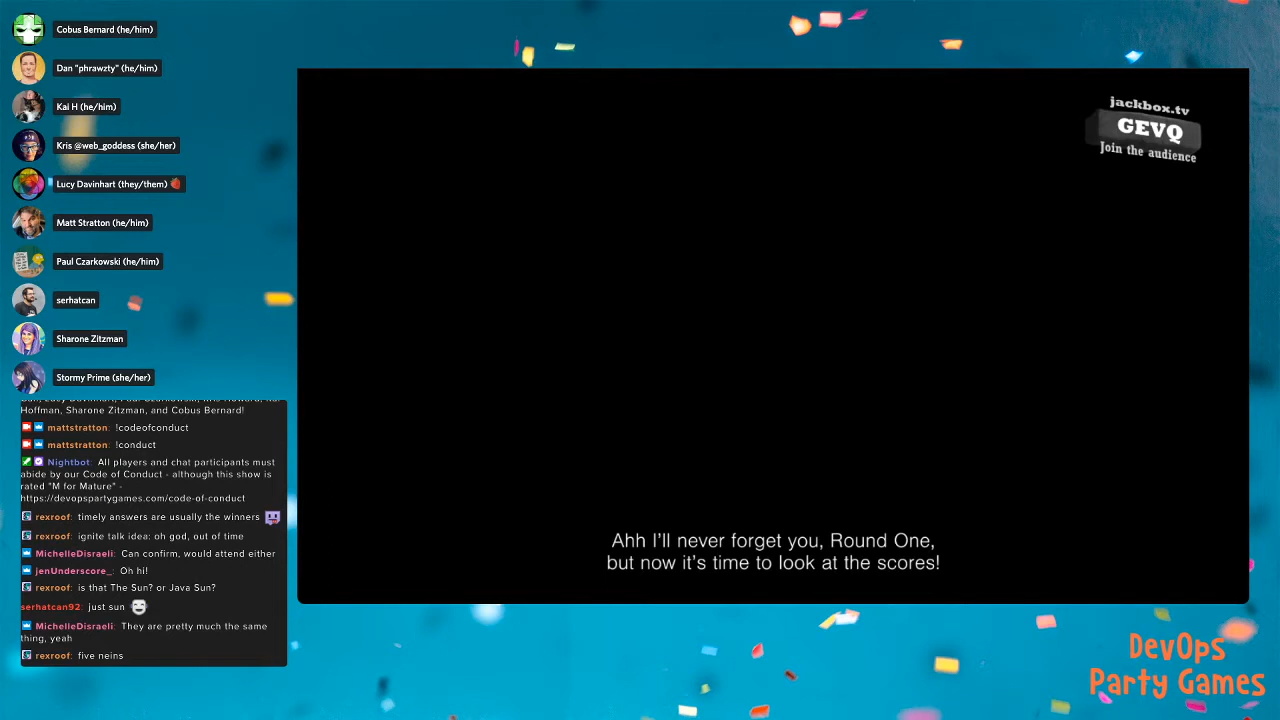 Cobus Bernard (he/him)
Dan "phrawzty" (he/him)
Kai H (he/him)
Kris @web_goddess (she/her)
Lucy Davinhart (they/them) 🍓
Matt Stratton (he/him)
Paul Czarkowski (he/him)
serhatcan
Sharone Zitzman
Stormy Prime (she/her)
Hoffman, Sharone Zitzman, and Cobus Bernard!
mattstratton: !codeofconduct
mattstratton: !conduct
Nightbot: All players and chat participants must
abide by our Code of Conduct - although this show is
rated "M for Mature" -
https://devopspartygames.com/code-of-conduct
rexroof: timely answers are usually the winners
rexroof: ignite talk idea: oh god, out of time
MichelleDisraeli: Can confirm, would attend either
jenUnderscore_: Oh hi!
rexroof: is that The Sun? or Java Sun?
serhatcan92: just sun
MichelleDisraeli: They are pretty much the same
thing, yeah
rexroof: five neins
jackbox.tv
GEVQ
Join the audience
Ahh I'll never forget you, Round One,
but now it's time to look at the scores!
DevOps
Party Games